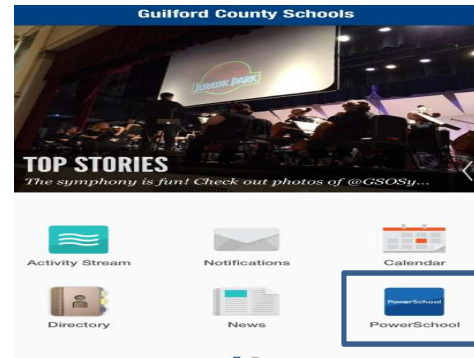 Guilford County Schools
JURASSIC PARK
TOP STORIES
The symphony is fun! Check out photos of @GSOSy...
Activity Stream
Notifications
Calendar
Directory
News
PowerSchool
PowerSchool